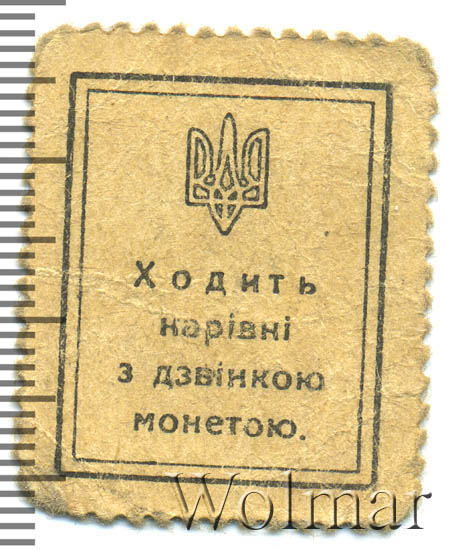 Ходить
нарівні
з дзвінкою
монетою.
Wolmar